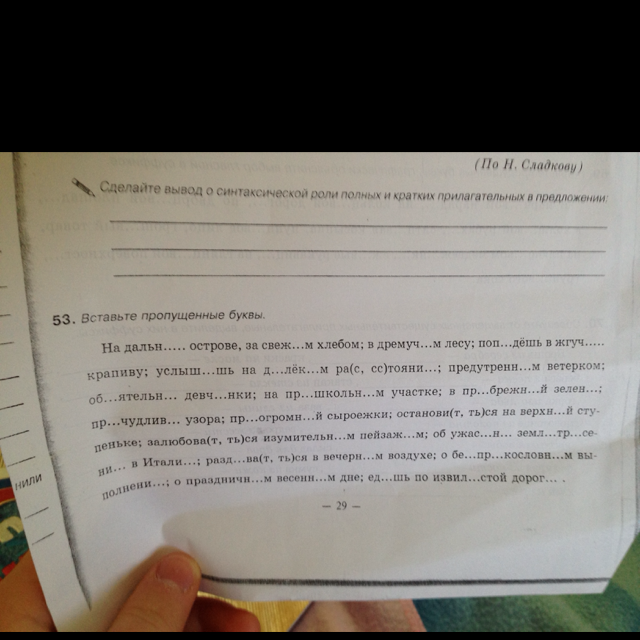 (По Н. Сладкову)
Сделайте вывод о синтаксической роли полных и кратких прилагательных в предложении:
53. Вставьте пропущенные буквы.
На дальн..... острове, за свеж...м хлебом; в дремуч...м лесу; поп...дёшь в жгуч.....
крапиву; услыш...шь на д...лёк...м ра(с, сс)тояни...; предутренн...м ветерком;
об...ятельн... девч...нки; на пр...школьн...м участке; в пр...брежн...й зелен...;
пр...чудлив... узора; пр...огромн...й сыроежки; останови(т, ть)ся на верхн...й сту-
пеньке; залюбова(т, ть)ся изумительн...м пейзаж...м; об ужас...н... земл...тр...се-
ни... в Итали...; разд...ва(т, ть)ся в вечерн...м воздухе; о бе...пр...кословн...м вы-
полнени...; о праздничн...м весенн...м дне; ед...шь по извил...стой дорог... .
— 29 —
нили